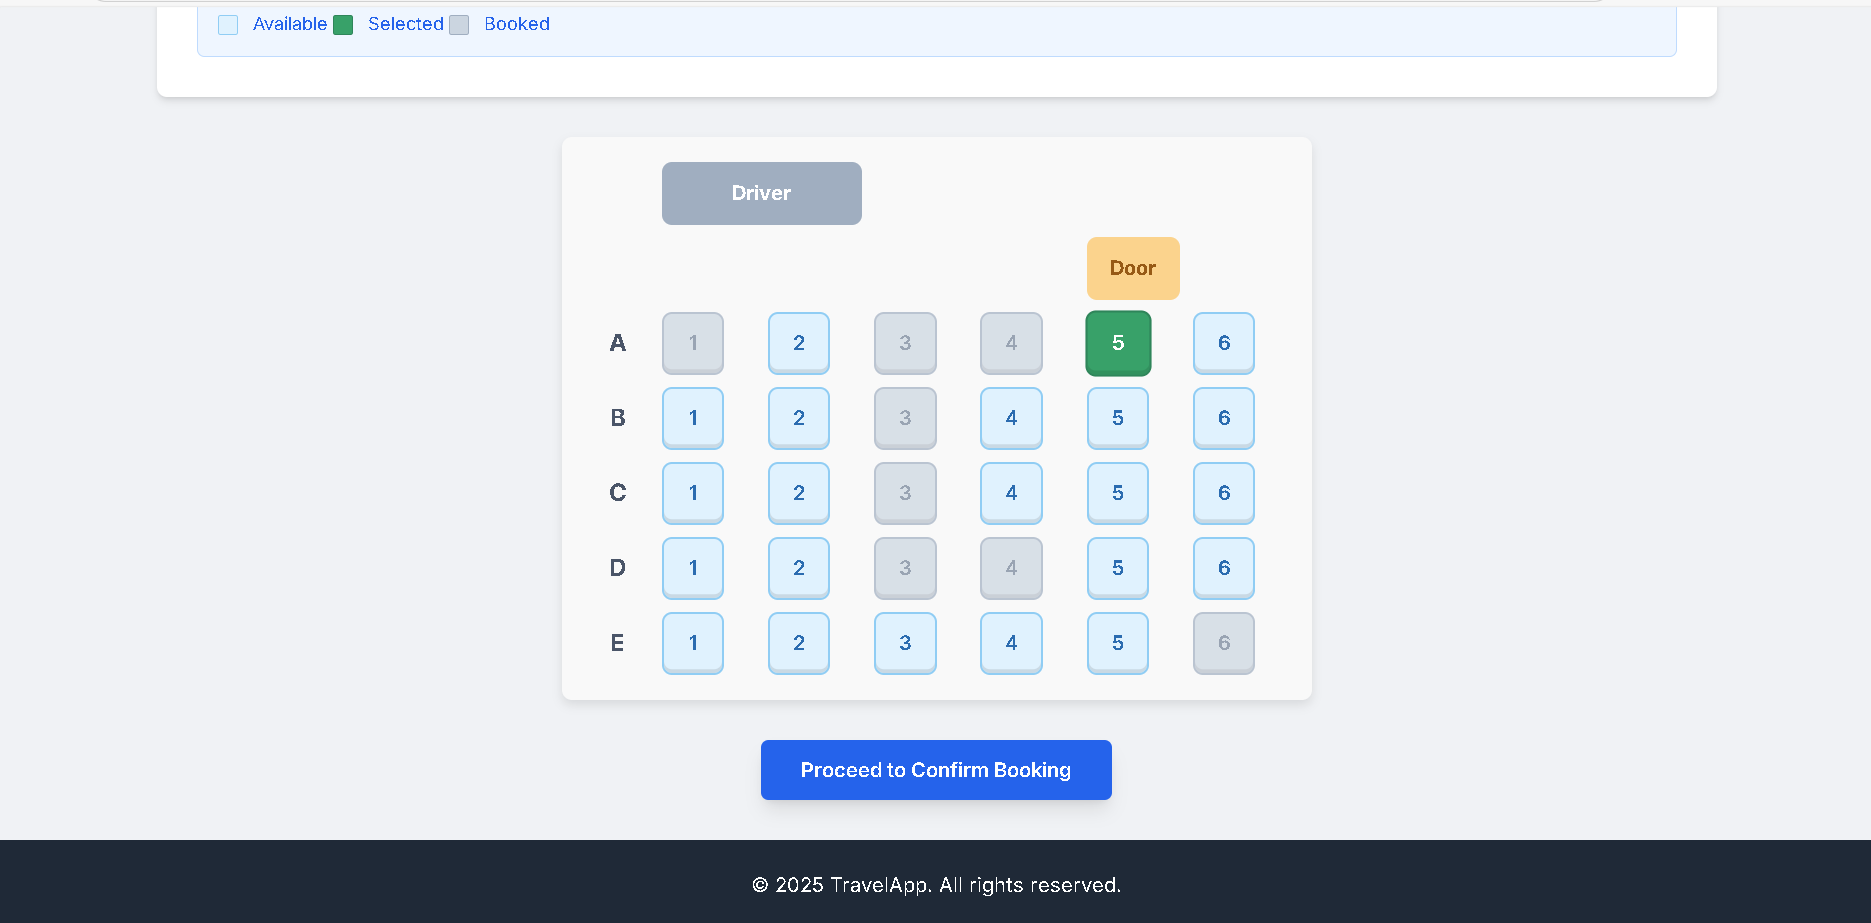 Available Selected Booked
Driver
Door
A 1 2 3 4 5 6
B 1 2 3 4 5 6
C 1 2 3 4 5 6
D 1 2 3 4 5 6
E 1 2 3 4 5 6
Proceed to Confirm Booking
© 2025 TravelApp. All rights reserved.